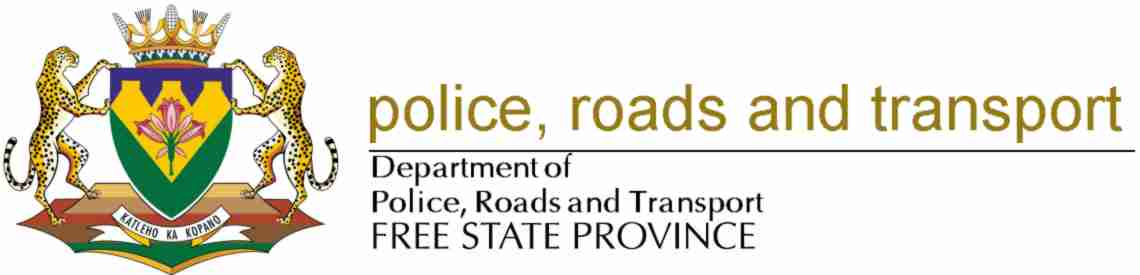 KATLEHO KA KOPANO
police, roads and transport
Department of
Police, Roads and Transport
FREE STATE PROVINCE